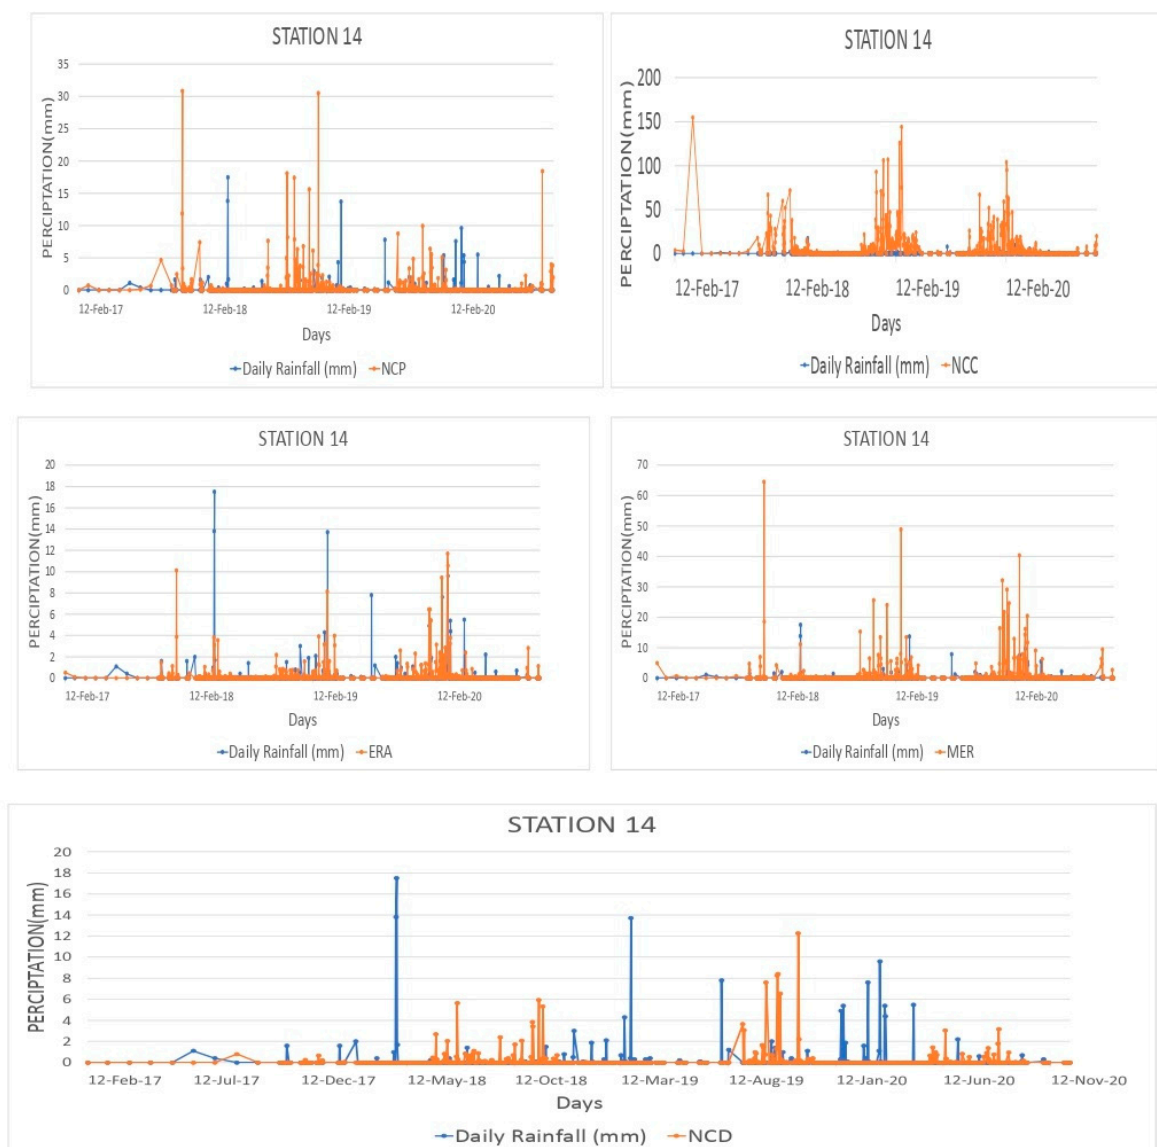 STATION 14
PERCIPTATION(mm)
35
30
25
20
15
10
5
0
12-Feb-17 12-Feb-18 12-Feb-19 12-Feb-20
Days
Daily Rainfall (mm) NCP
STATION 14
PERCIPTATION(mm)
200
150
100
50
0
12-Feb-17 12-Feb-18 12-Feb-19 12-Feb-20
Days
Daily Rainfall (mm) NCC
STATION 14
PERCIPTATION(mm)
20
18
16
14
12
10
8
6
4
2
0
12-Feb-17 12-Feb-18 12-Feb-19 12-Feb-20
Days
Daily Rainfall (mm) ERA
STATION 14
PERCIPTATION(mm)
70
60
50
40
30
20
10
0
12-Feb-17 12-Feb-18 12-Feb-19 12-Feb-20
Days
Daily Rainfall (mm) MER
STATION 14
PERCIPTATION(mm)
20
18
16
14
12
10
8
6
4
2
0
12-Feb-17 12-Jul-17 12-Dec-17 12-May-18 12-Oct-18 12-Mar-19 12-Aug-19 12-Jan-20 12-Jun-20 12-Nov-20
Days
Daily Rainfall (mm) NCD